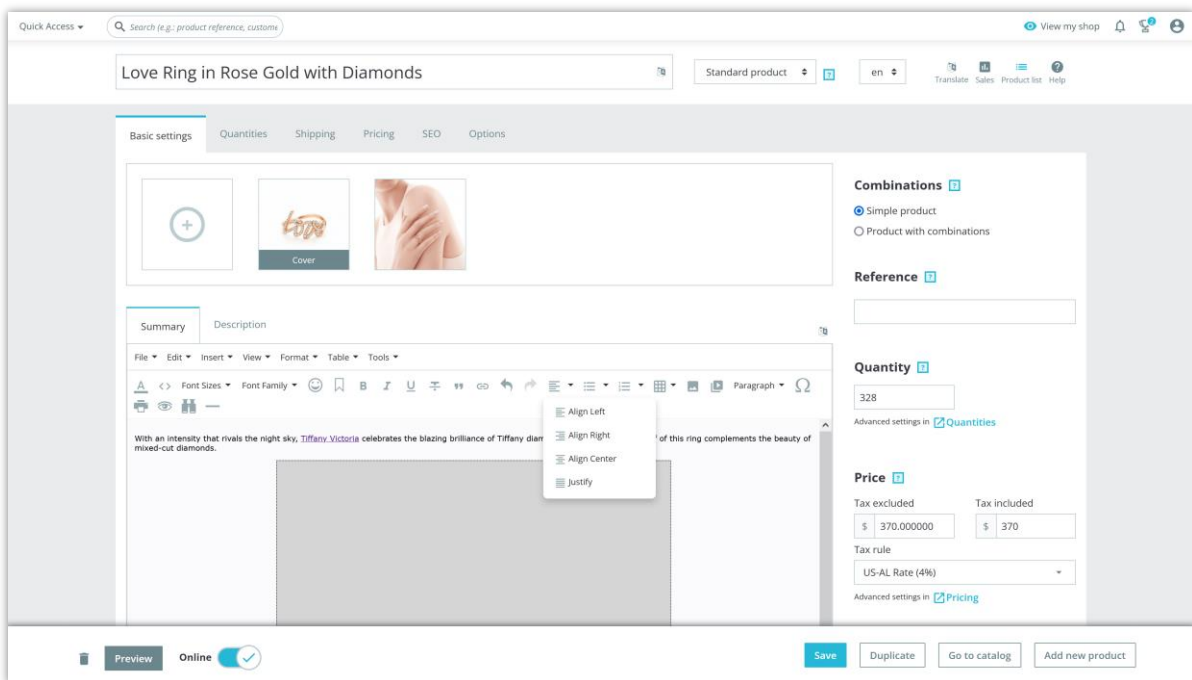 Quick Access
Search (e.g.: product reference, custome
View my shop
2
Love Ring in Rose Gold with Diamonds
Standard product
?
en
Translate Sales Product list Help
Basic settings Quantities Shipping Pricing SEO Options
Cover
Combinations ?
Simple product
Product with combinations
Reference ?
Summary Description
File Edit Insert View Format Table Tools
A <> Font Sizes Font Family B I U Paragraph Ω
Align Left
Align Right
Align Center
Justify
With an intensity that rivals the night sky, Tiffany Victoria celebrates the blazing brilliance of Tiffany diam of this ring complements the beauty of
mixed-cut diamonds.
Quantity ?
328
Advanced settings in Quantities
Price ?
Tax excluded Tax included
$ 370.000000 $ 370
Tax rule
US-AL Rate (4%)
Advanced settings in Pricing
Preview Online Save Duplicate Go to catalog Add new product